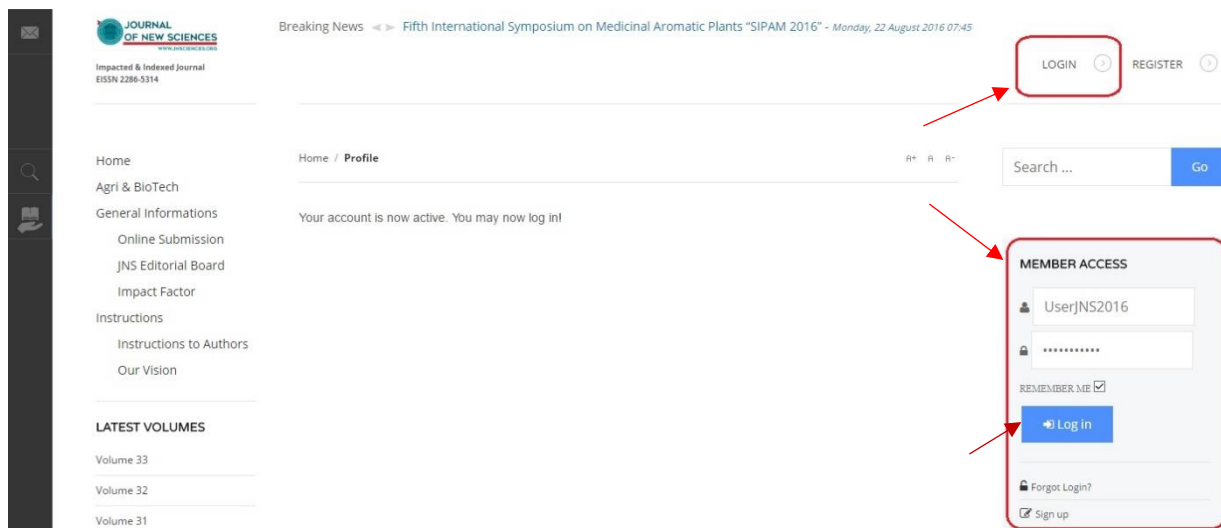 JOURNAL
OF NEW SCIENCES
WWW.JNSCIENCES.ORG
Impacted & Indexed Journal
EISSN 2286-5314
Breaking News Fifth International Symposium on Medicinal Aromatic Plants “SIPAM 2016” - Monday, 22 August 2016 07:45
LOGIN REGISTER
Home
Agri & BioTech
General Informations
Online Submission
JNS Editorial Board
Impact Factor
Instructions
Instructions to Authors
Our Vision
LATEST VOLUMES
Volume 33
Volume 32
Volume 31
Home / Profile
A+ A A-
Your account is now active. You may now log in!
Search ... Go
MEMBER ACCESS
UserJNS2016
•••••••••••
REMEMBER ME
Log in
Forgot Login?
Sign up